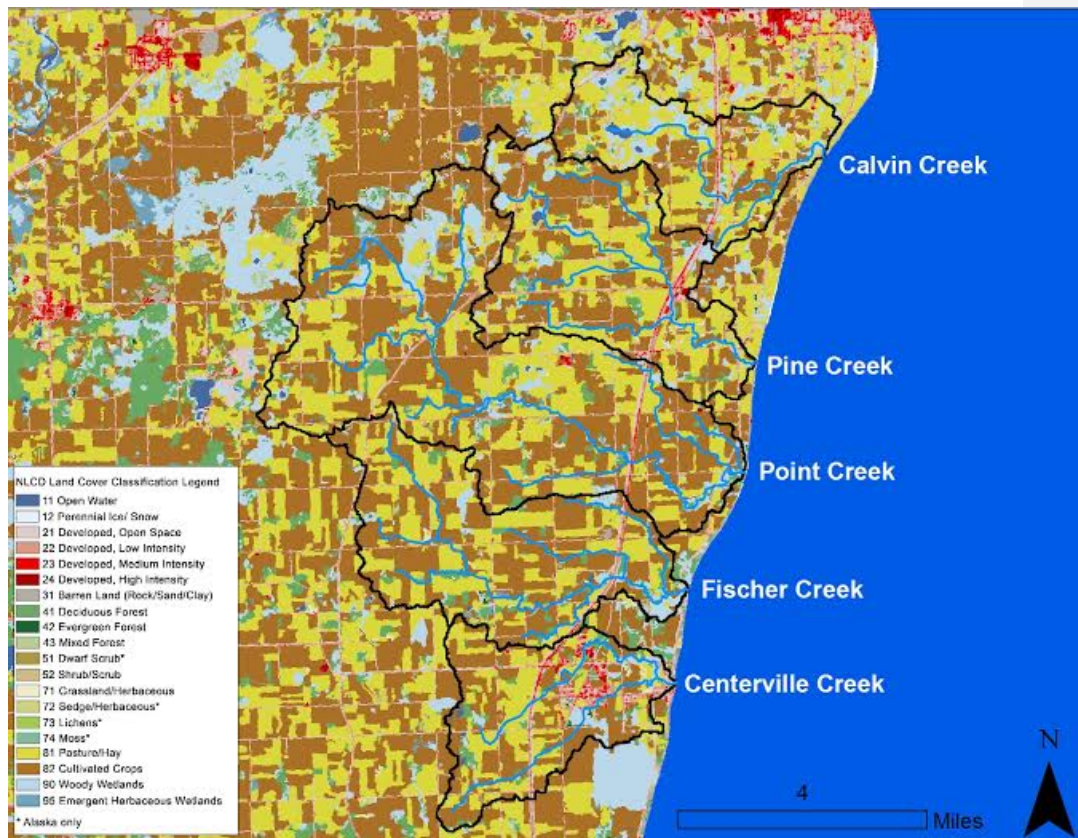 Calvin Creek
Pine Creek
Point Creek
Fischer Creek
Centerville Creek
NLCD Land Cover Classification Legend
11 Open Water
12 Perennial Ice/ Snow
21 Developed, Open Space
22 Developed, Low Intensity
23 Developed, Medium Intensity
24 Developed, High Intensity
31 Barren Land (Rock/Sand/Clay)
41 Deciduous Forest
42 Evergreen Forest
43 Mixed Forest
51 Dwarf Scrub*
52 Shrub/Scrub
71 Grassland/Herbaceous
72 Sedge/Herbaceous*
73 Lichens*
74 Moss*
81 Pasture/Hay
82 Cultivated Crops
90 Woody Wetlands
95 Emergent Herbaceous Wetlands
* Alaska only
4
Miles
N